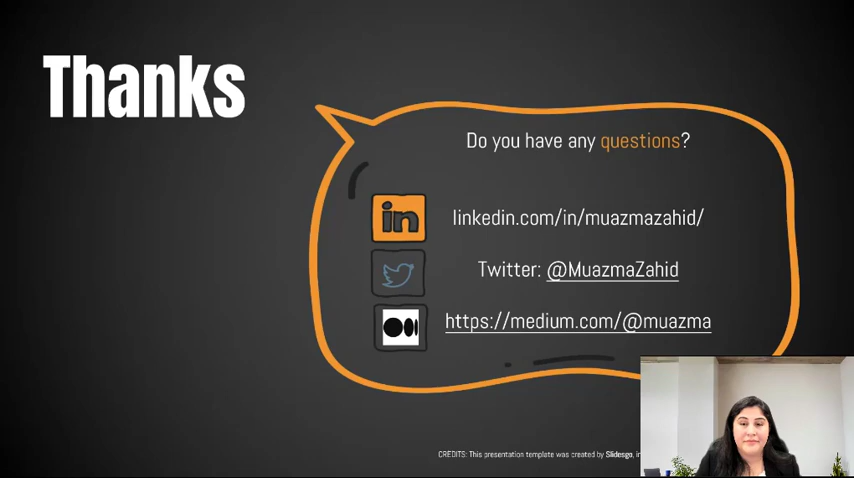 Thanks
Do you have any questions?
in
linkedin.com/in/muazmazahid/
Twitter: @MuazmaZahid
https://medium.com/@muazma
CREDITS: This presentation template was created by Slidesgo,